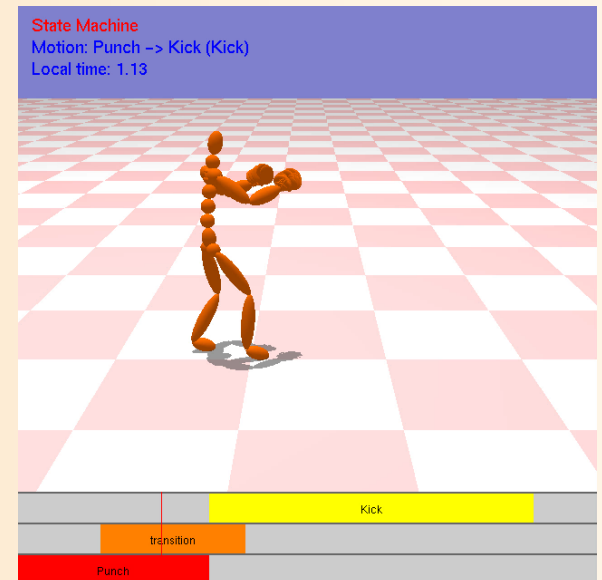 State Machine
Motion: Punch -> Kick (Kick)
Local time: 1.13
Kick
transition
Punch